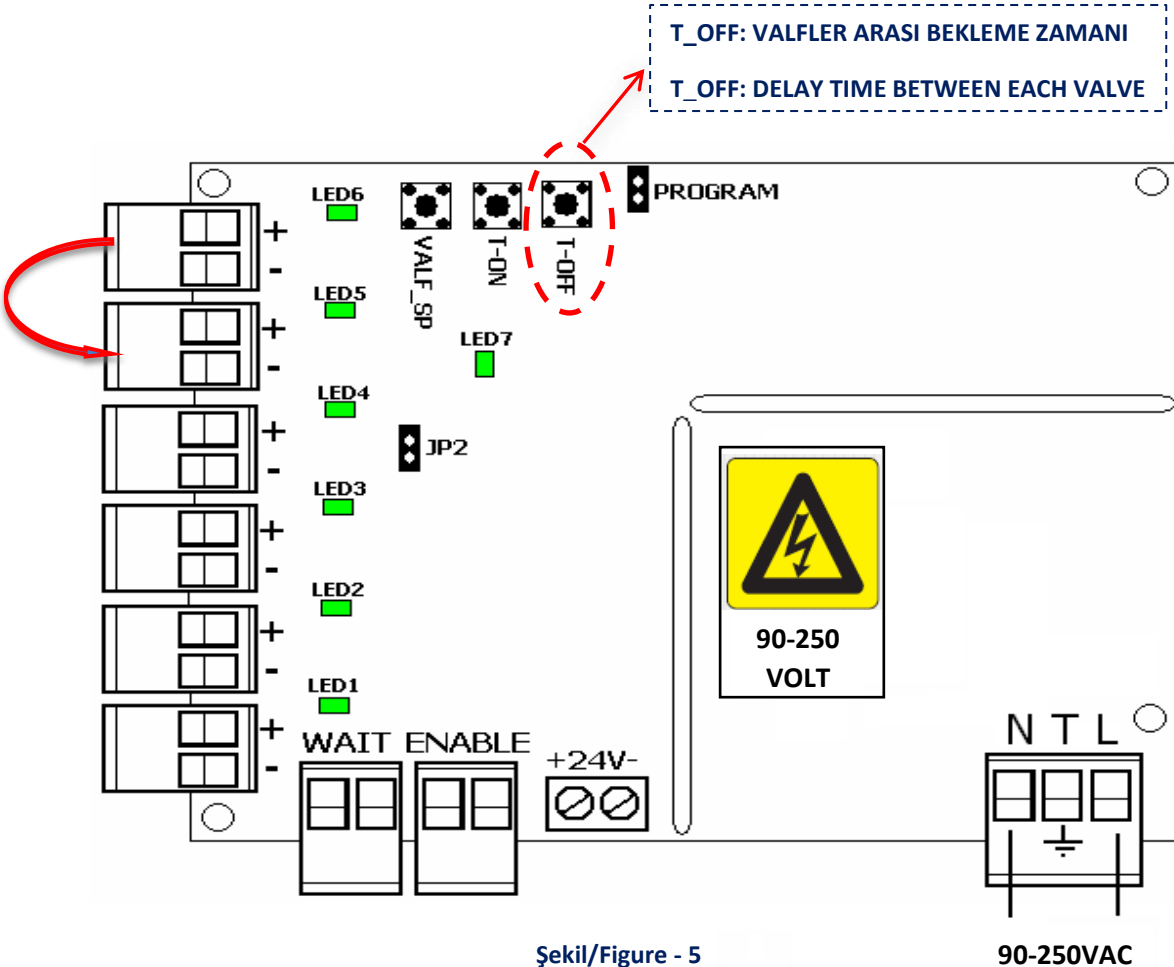 T_OFF: VALFLER ARASI BEKLEME ZAMANI
T_OFF: DELAY TIME BETWEEN EACH VALVE
LED6
PROGRAM
+
-
VALF_SP
T-ON
T-OFF
LED5
+
-
LED7
LED4
+
-
JP2
LED3
+
-
LED2
+
-
90-250
VOLT
LED1
+
-
WAIT ENABLE
+24V-
N T L
Şekil/Figure - 5
90-250VAC